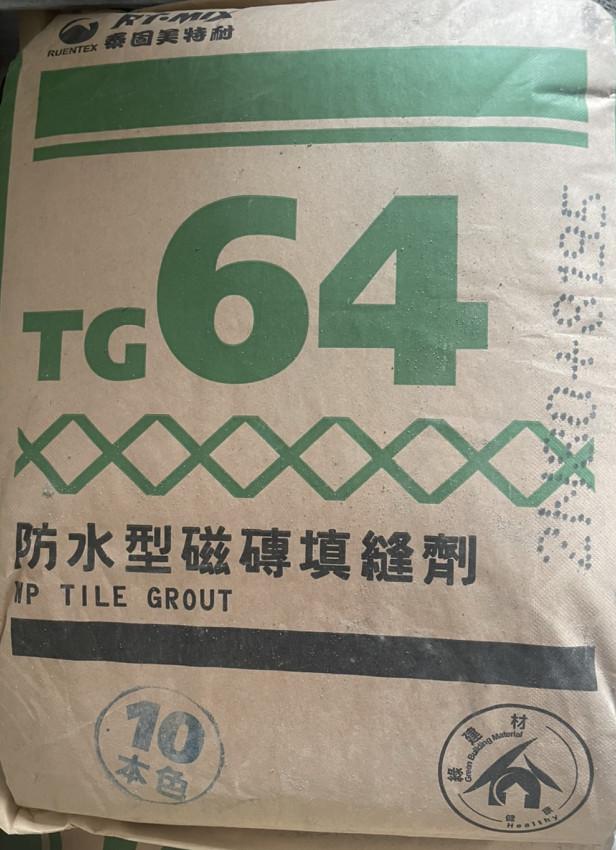 RT-MIX
RUENTEX 泰固美特耐
TG64
防水型磁磚填縫劑
WP TILE GROUT
10
本色
綠建材
Green Building Material
健康
Healthy